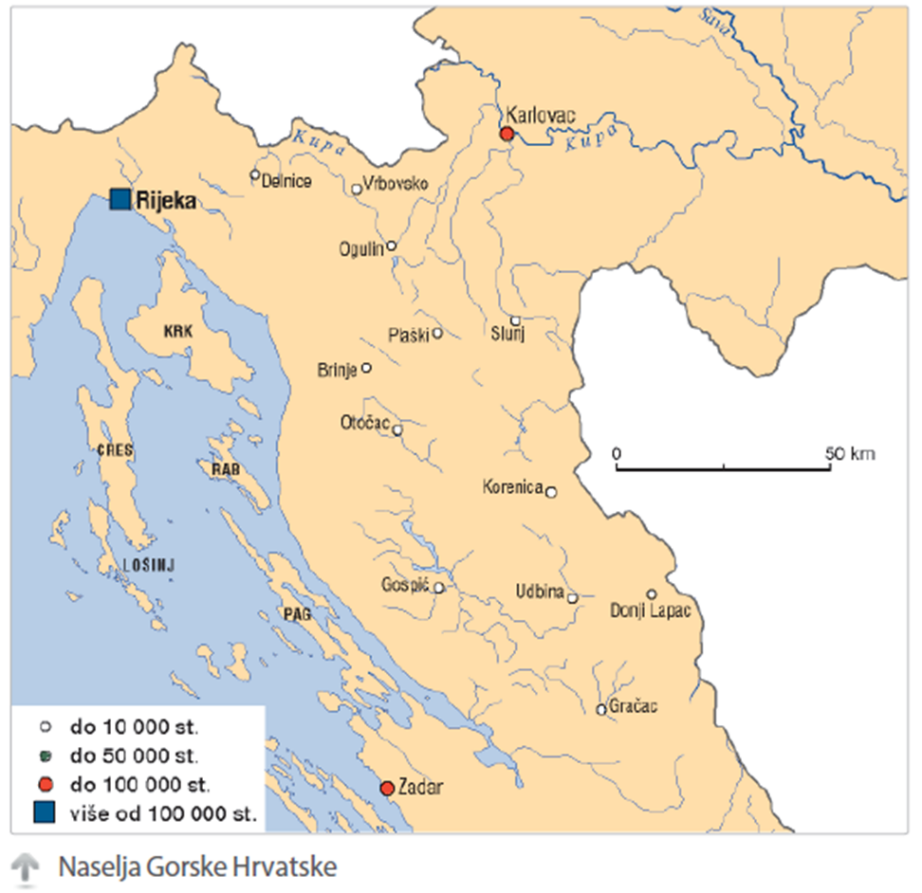 Sava
Karlovac
Kupa
Kupa
Delnice
Vrbovsko
Rijeka
Ogulin
KRK
Plaški
Slunj
Brinje
Otočac
CRES
0 50 km
RAB
Korenica
LOŠINJ
Gospić
Udbina
Donji Lapac
PAG
Gračac
do 10 000 st.
do 50 000 st.
do 100 000 st.
više od 100 000 st.
Zadar
Naselja Gorske Hrvatske